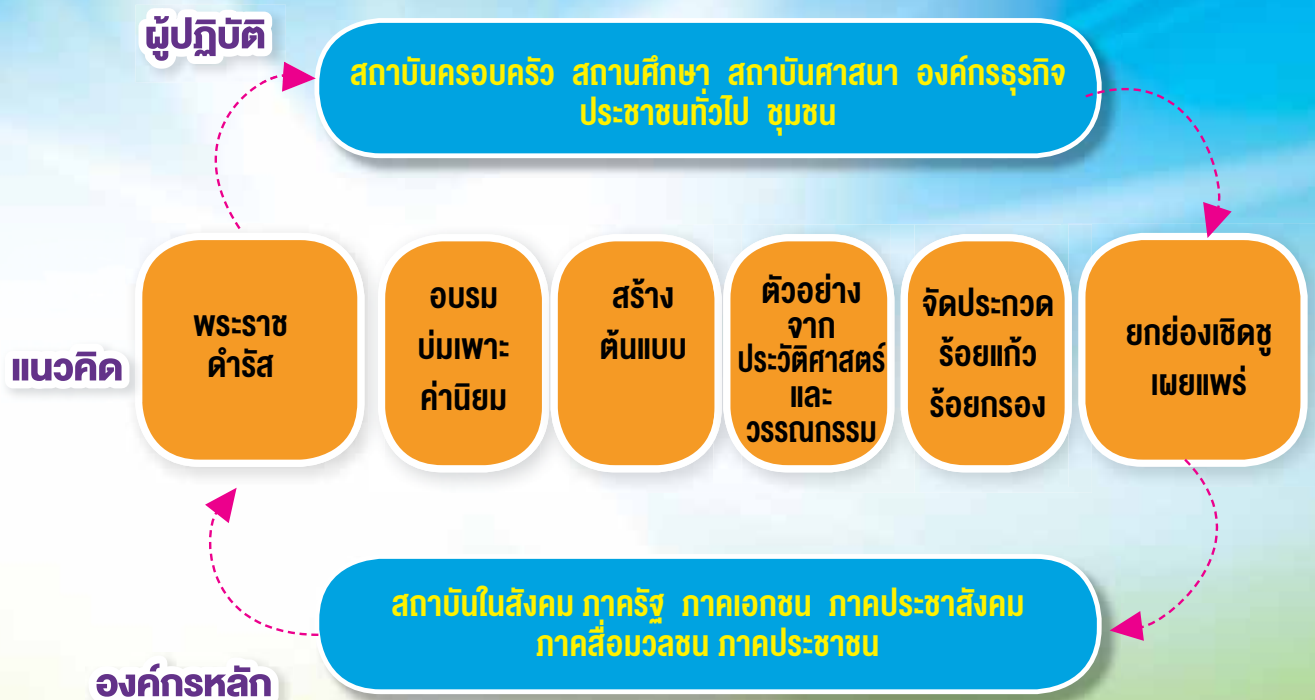 ผู้ปฏิบัติ
สถาบันครอบครัว สถานศึกษา สถาบันศาสนา องค์กรธุรกิจ
ประชาชนทั่วไป ชุมชน
แนวคิด
พระราช
ดำรัส
อบรม
บ่มเพาะ
ค่านิยม
สร้าง
ต้นแบบ
ตัวอย่าง
จาก
ประวัติศาสตร์
และ
วรรณกรรม
จัดประกวด
ร้อยแก้ว
ร้อยกรอง
ยกย่องเชิดชู
เผยแพร่
สถาบันในสังคม ภาครัฐ ภาคเอกชน ภาคประชาสังคม
ภาคสื่อมวลชน ภาคประชาชน
องค์กรหลัก